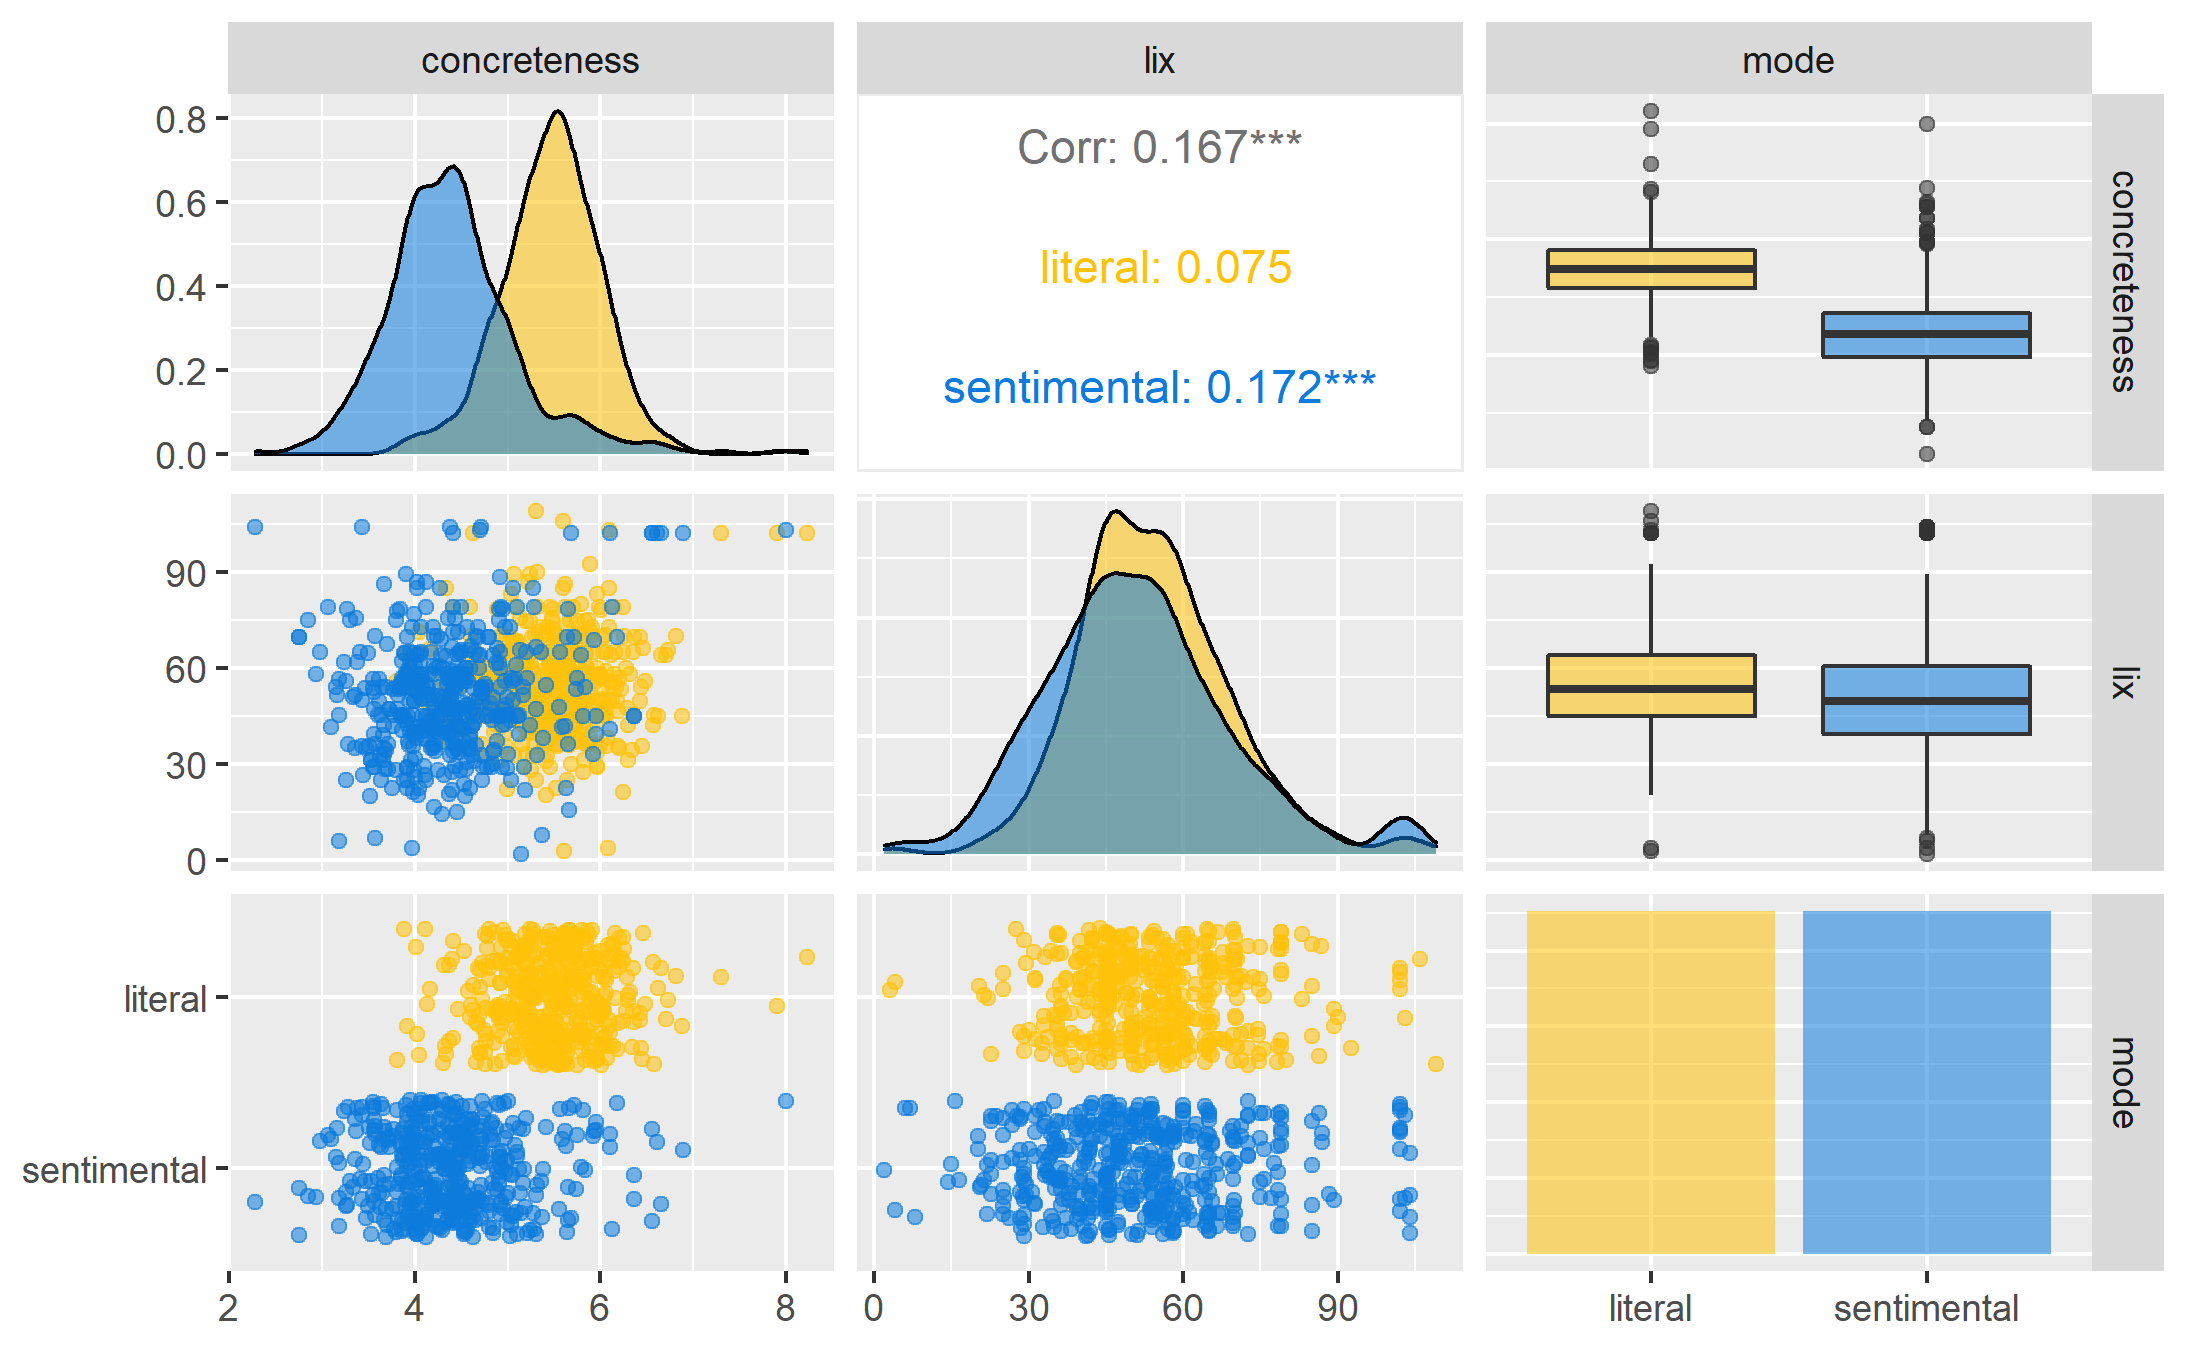 concreteness
lix
mode
0.8
0.6
0.4
0.2
0.0
Corr: 0.167***
literal: 0.075
sentimental: 0.172***
concreteness
90
60
30
0
lix
literal
sentimental
mode
2 4 6 8
0 30 60 90
literal sentimental